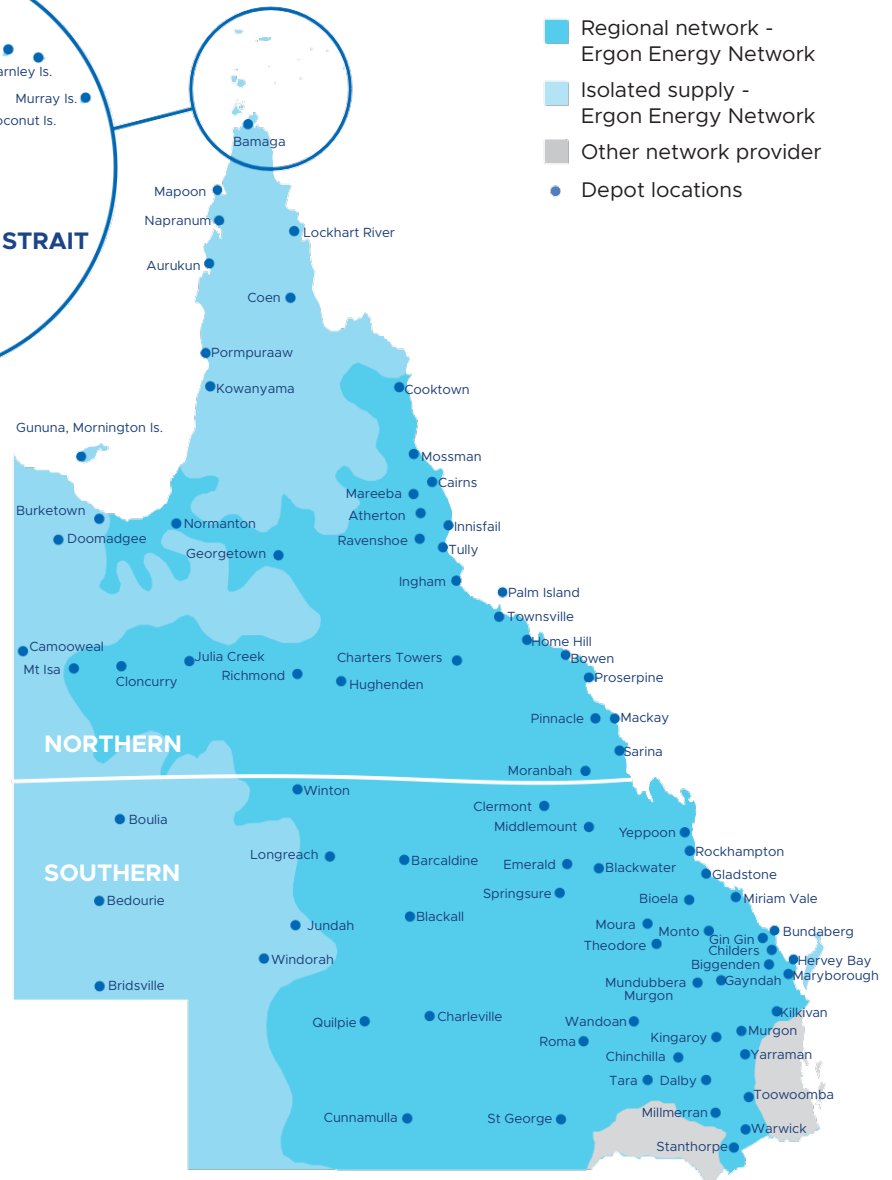 Regional network -
Ergon Energy Network
Isolated supply -
Ergon Energy Network
Other network provider
Depot locations
arnley Is.
Murray Is.
oconut Is.
STRAIT
Bamaga
Mapoon
Napranum
Lockhart River
Aurukun
Coen
Pormpuraaw
Kowanyama
Cooktown
Gununa, Mornington Is.
Mossman
Cairns
Mareeba
Burketown
Atherton
Normanton
Innisfail
Doomadgee
Ravenshoe
Georgetown
Tully
Ingham
Palm Island
Townsville
Home Hill
Camooweal
Julia Creek
Charters Towers
Bowen
Mt Isa
Cloncurry
Richmond
Hughenden
Proserpine
Pinnacle
Mackay
NORTHERN
Sarina
Moranbah
Winton
Clermont
Boulia
Middlemount
Yeppoon
Longreach
Barcaldine
Emerald
Blackwater
Rockhampton
SOUTHERN
Gladstone
Springsure
Bedourie
Bioela
Miriam Vale
Blackall
Jundah
Moura
Monto
Bundaberg
Gin Gin
Theodore
Childers
Windorah
Biggenden
Hervey Bay
Maryborough
Bridsville
Mundubbera
Gayndah
Murgon
Kilkivan
Quilpie
Charleville
Wandoan
Murgon
Roma
Kingaroy
Chinchilla
Yarraman
Tara
Dalby
Toowoomba
Cunnamulla
St George
Millmerran
Warwick
Stanthorpe